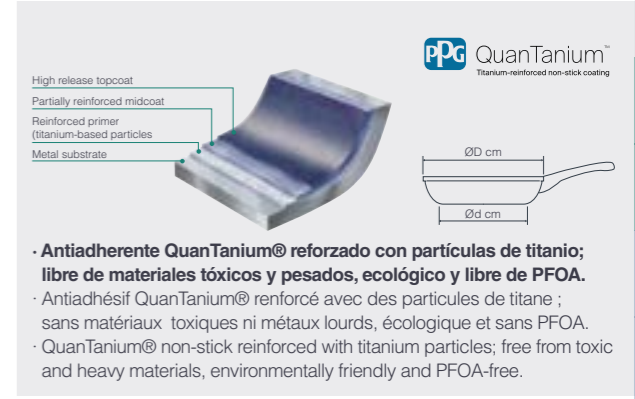 PPG QuanTanium™
Titanium-reinforced non-stick coating
High release topcoat
Partially reinforced midcoat
Reinforced primer
(titanium-based particles
Metal substrate
ØD cm
Ød cm
· Antiadherente QuanTanium® reforzado con partículas de titanio;
libre de materiales tóxicos y pesados, ecológico y libre de PFOA.
· Antiadhésif QuanTanium® renforcé avec des particules de titane ;
sans matériaux toxiques ni métaux lourds, écologique et sans PFOA.
· QuanTanium® non-stick reinforced with titanium particles; free from toxic
and heavy materials, environmentally friendly and PFOA-free.